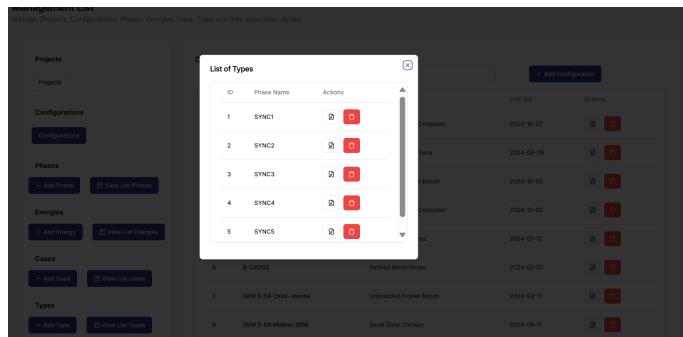 Management List
Manage (Projects, Configurations, Phases, Energies, Case, Type) and their associated details.
Projects
Projects
Configurations
Configurations
Phases
+ Add Phase
View List Phases
Energies
+ Add Energy
View List Energies
Cases
+ Add Case
View List cases
Types
+ Add Type
View List Types
List of Types
ID Phase Name Actions
1 SYNC1
2 SYNC2
3 SYNC3
4 SYNC4
5 SYNC5
+ Add Configuration
Actions
Computer 2024-10-22
Tuna 2024-06-06
Bacon 2024-10-05
Computer 2024-12-03
2024-07-12
6 B-CROSS Refined Metal Shoes 2024-05-07
7 GEM S-SR Child- mecha Unbranded Frozen Bacon 2024-04-11
8 GEM S-SR Mother-SBW Small Steel Chicken 2024-08-11